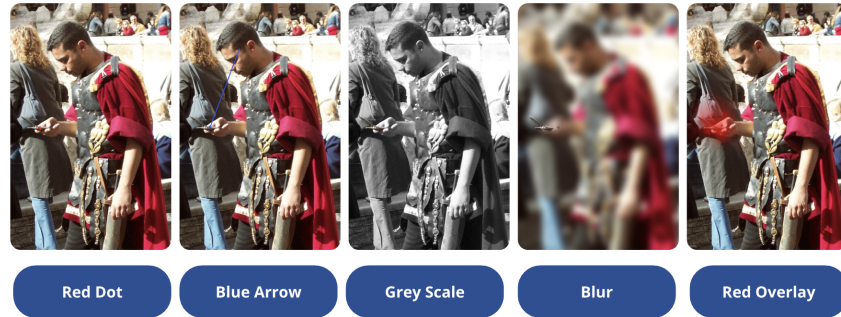 Red Dot
Blue Arrow
Grey Scale
Blur
Red Overlay